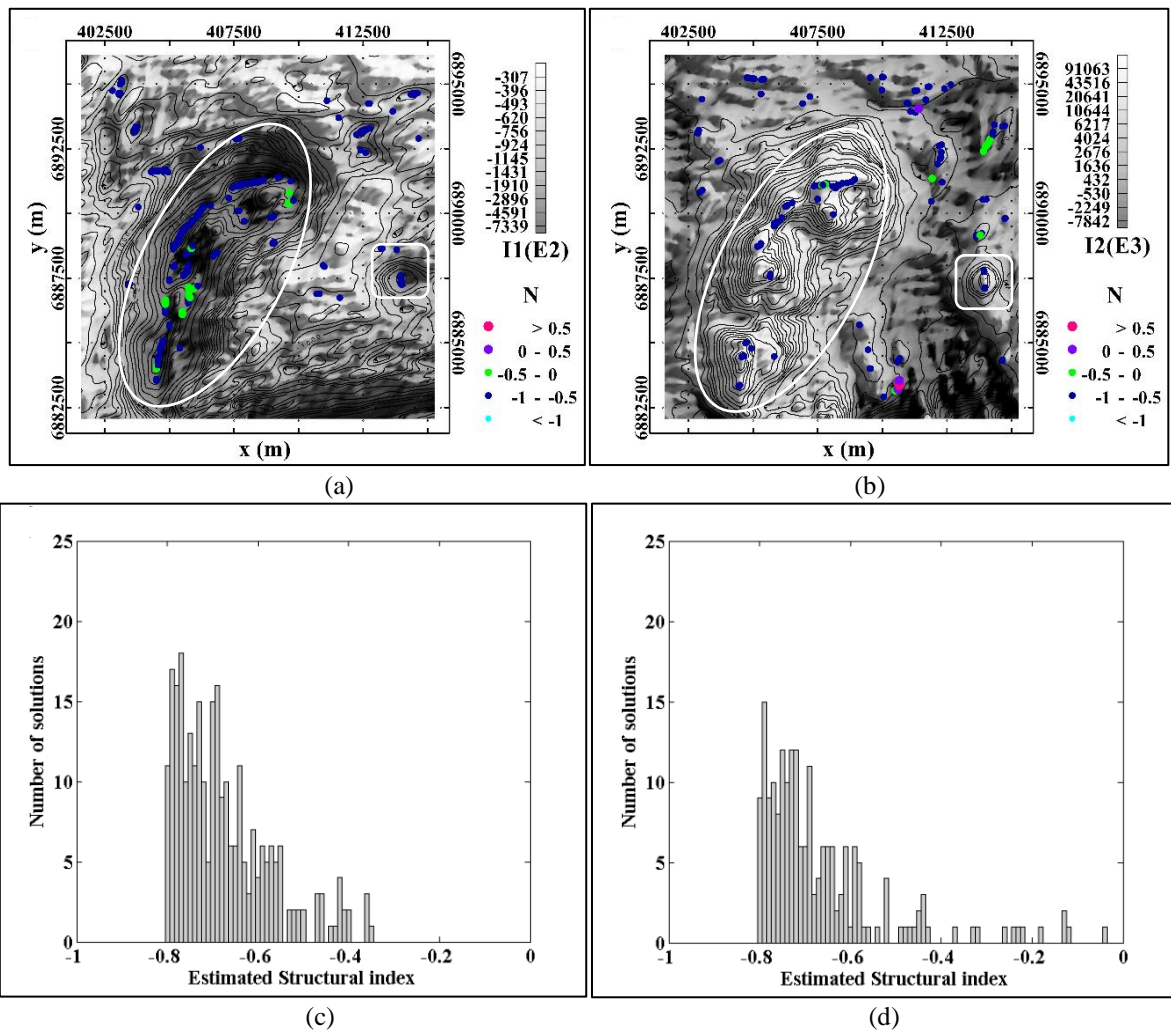 402500 407500 412500
402500 407500 412500
6895000
6892500
6890000
6887500
6885000
6882500
y (m)
x (m)
-307
-396
-493
-620
-756
-924
-1145
-1431
-1910
-2896
-4591
-7339
I1(E2)
N
> 0.5
0 - 0.5
-0.5 - 0
-1 - -0.5
< -1
6895000
6892500
6890000
6887500
6885000
6882500
y (m)
x (m)
91063
43516
20641
10644
6217
4024
2676
1636
432
-530
-2249
-7842
I2(E3)
N
> 0.5
0 - 0.5
-0.5 - 0
-1 - -0.5
< -1
(a) (b)
25
20
15
10
5
0
-1 -0.8 -0.6 -0.4 -0.2 0
Number of solutions
Estimated Structural index
25
20
15
10
5
0
-1 -0.8 -0.6 -0.4 -0.2 0
Number of solutions
Estimated Structural index
(c) (d)